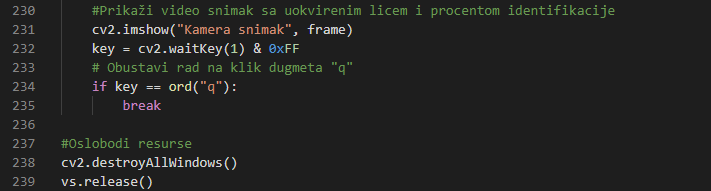 230 #Prikaži video snimak sa uokvirenim licem i procentom identifikacije
231 cv2.imshow("Kamera snimak", frame)
232 key = cv2.waitKey(1) & 0xFF
233 # Obustavi rad na klik dugmeta "q"
234 if key == ord("q"):
235 break
236
237 #Oslobodi resurse
238 cv2.destroyAllWindows()
239 vs.release()